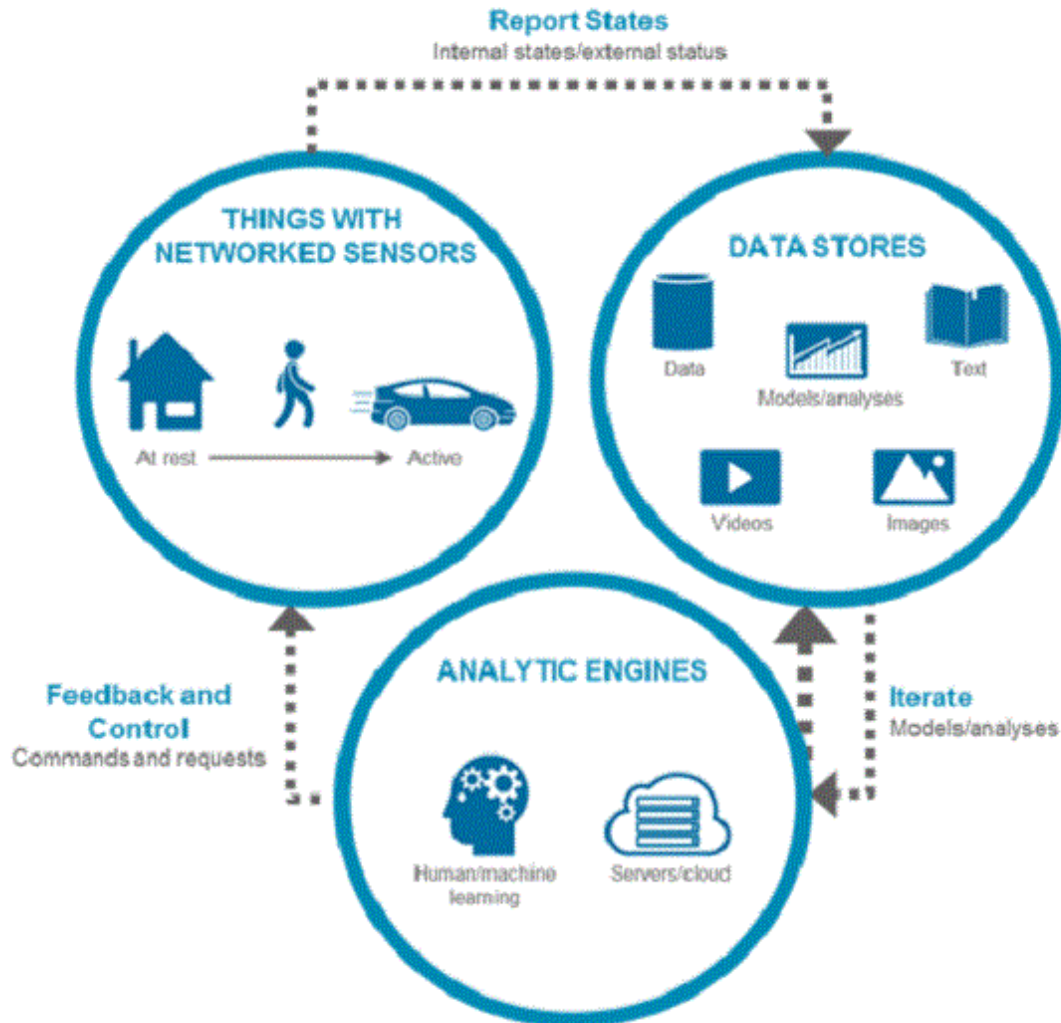 Report States
Internal states/external status
THINGS WITH
NETWORKED SENSORS
At rest
Active
DATA STORES
Data
Models/analyses
Text
Videos
Images
Feedback and
Control
Commands and requests
ANALYTIC ENGINES
Human/machine
learning
Servers/cloud
Iterate
Models/analyses